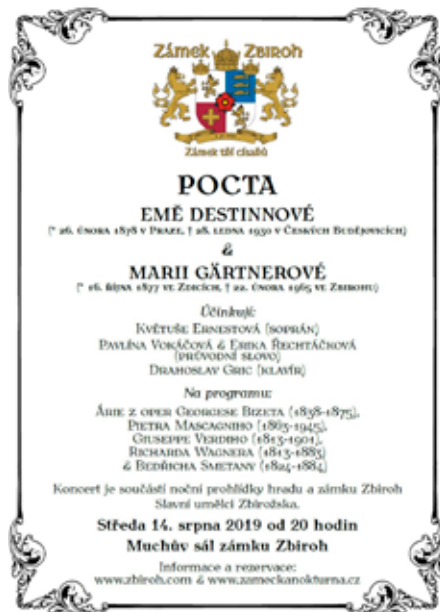 Zámek Zbiroh
Zámek tří císařů
POCTA
EMĚ DESTINNOVÉ
(* 26. ÚNORA 1878 V PRAZE, † 28. LEDNA 1930 V ČESKÝCH BUDĚJOVICÍCH)
&
MARII GÄRTNEROVÉ
(* 16. ŘÍJNA 1877 VE ZDICÍCH, † 22. ÚNORA 1965 VE ZBIROHU)
Účinkují:
KVĚTUŠE ERNESTOVÁ (SOPRÁN)
PAVLÍNA VOKÁČOVÁ & ERIKA ŘECHTÁČKOVÁ
(PRŮVODNÍ SLOVO)
DRAHOSLAV GRIC (KLAVÍR)
Na programu:
ÁRIE Z OPER GEORGESE BIZETA (1838-1875),
PIETRA MASCAGNIHO (1863-1945),
GIUSEPPE VERDIHO (1813-1901),
RICHARDA WAGNERA (1813-1883)
& BEDŘICHA SMETANY (1824-1884)
Koncert je součástí noční prohlídky hradu a zámku Zbiroh
Slavní umělci Zbirožska.
Středa 14. srpna 2019 od 20 hodin
Muchův sál zámku Zbiroh
Informace a rezervace:
www.zbiroh.com & www.zameckanokturna.cz